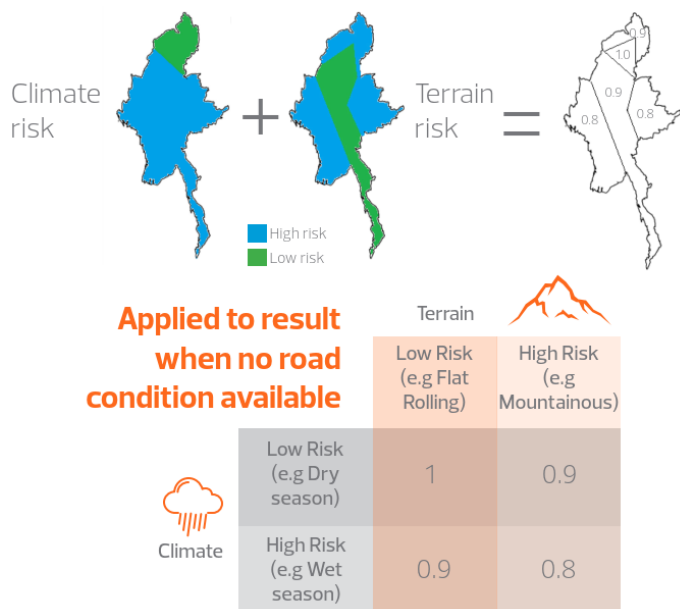 Climate
risk
Terrain
risk
0.9
1.0
0.9
0.8
0.8
High risk
Low risk
Applied to result
when no road
condition available
Terrain
Low Risk
(e.g Flat
Rolling)
High Risk
(e.g
Mountainous)
Low Risk
(e.g Dry
season)
1
0.9
Climate
High Risk
(e.g Wet
season)
0.9
0.8